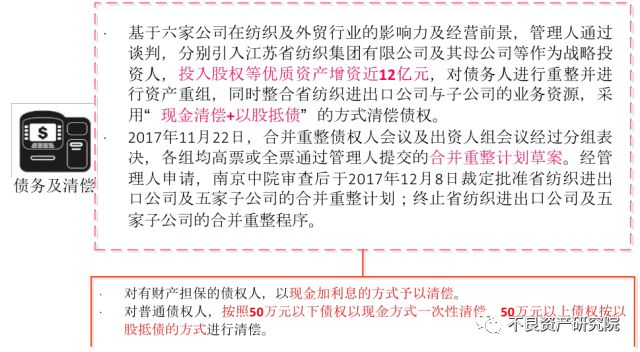 · 基于六家公司在纺织及外贸行业的影响力及经营前景，管理人通过
谈判，分别引入江苏省纺织集团有限公司及其母公司等作为战略投
资人，投入股权等优质资产增资近12亿元，对债务人进行重整并进
行资产重组，同时整合省纺织进出口公司与子公司的业务资源，采
用“现金清偿+以股抵债”的方式清偿债权。
· 2017年11月22日，合并重整债权人会议及出资人组会议经过分组表
决，各组均高票或全票通过管理人提交的合并重整计划草案。经管
理人申请，南京中院审查后于2017年12月8日裁定批准省纺织进出
口公司及五家子公司的合并重整计划；终止省纺织进出口公司及五
家子公司的合并重整程序。
$
债务及清偿
· 对有财产担保的债权人，以现金加利息的方式予以清偿。
· 对普通债权人，按照50万元以下债权以现金方式一次性清偿，50万元以上债权按以
股抵债的方式进行清偿。
不良资产研究院